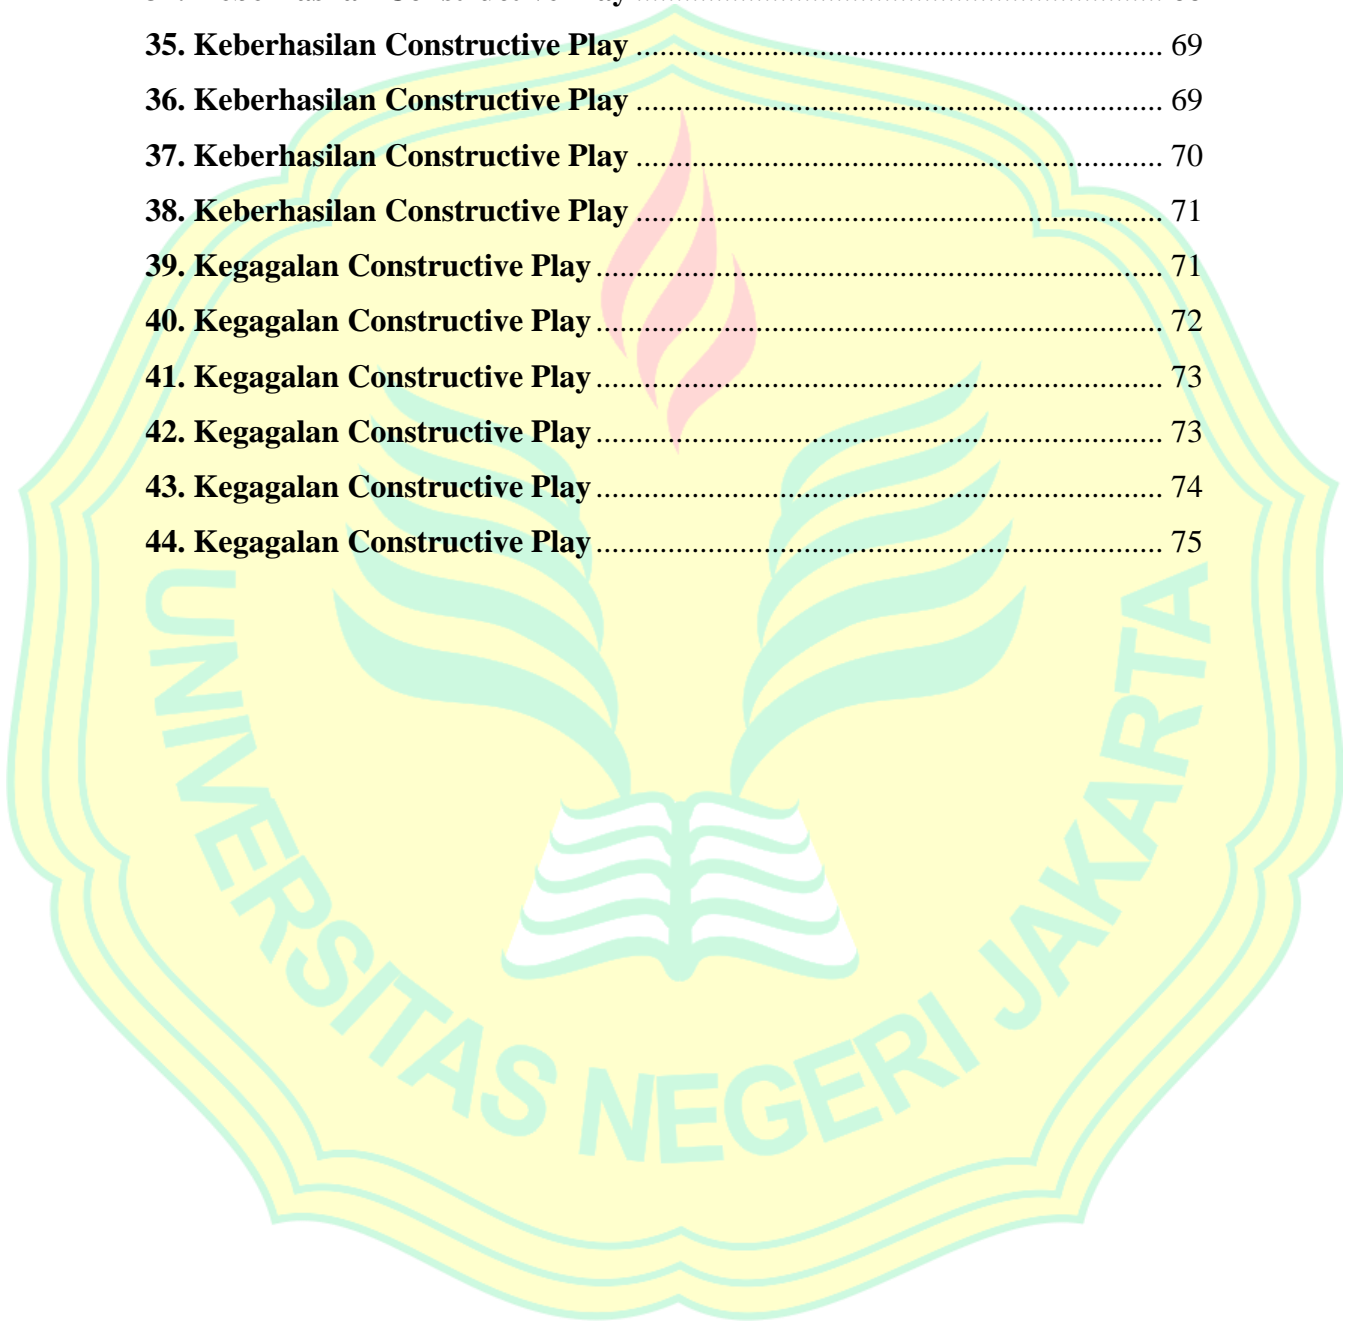 35. Keberhasilan Constructive Play ................................................................ 69
36. Keberhasilan Constructive Play ................................................................ 69
37. Keberhasilan Constructive Play ................................................................ 70
38. Keberhasilan Constructive Play ................................................................ 71
39. Kegagalan Constructive Play ..................................................................... 71
40. Kegagalan Constructive Play ..................................................................... 72
41. Kegagalan Constructive Play ..................................................................... 73
42. Kegagalan Constructive Play ..................................................................... 73
43. Kegagalan Constructive Play ..................................................................... 74
44. Kegagalan Constructive Play ..................................................................... 75
UNIVERSITAS NEGERI JAKARTA